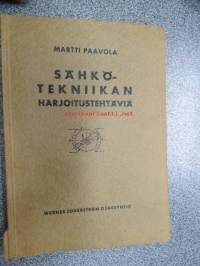 MARTTI PAAVOLA
SÄHKÖ-
TEKNIIKAN
HARJOITUSTEHTÄVIÄ
WERNER SÖDERSTRÖM OSAKEYHTIÖ